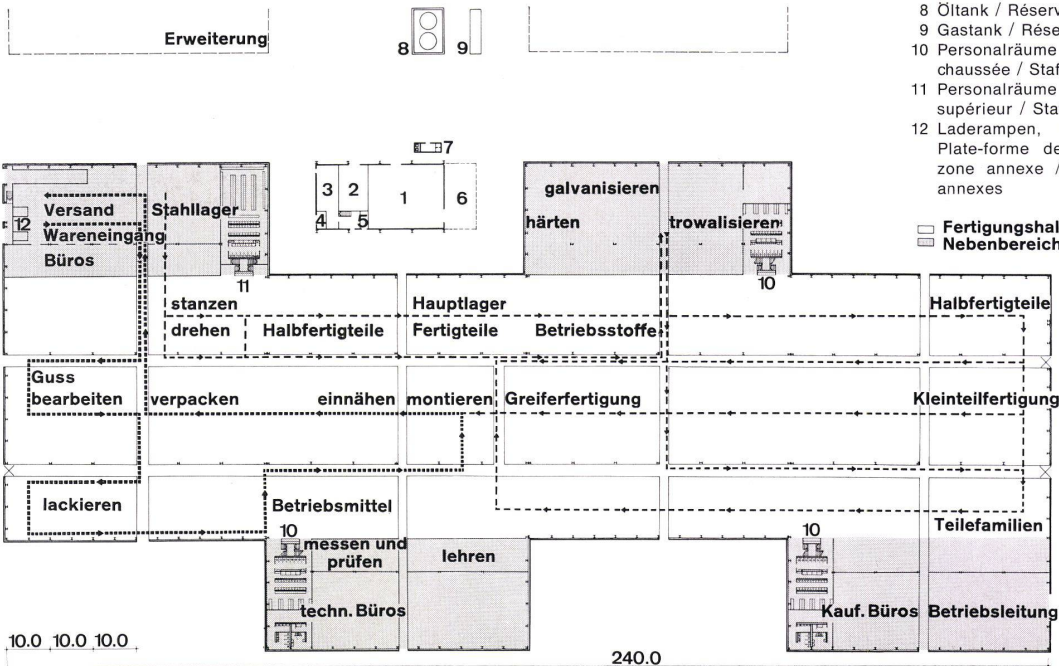 8 Öltank / Réserv
9 Gastank / Rése
10 Personalräume
chaussée / Staf
11 Personalräume
supérieur / Sta
12 Laderampen,
Plate-forme de
zone annexe /
annexes
Fertigungshal
Nebenbereich
Erweiterung
8
9
7
3
2
1
6
4
5
Versand
Stahllager
12
Wareneingang
Büros
11
galvanisieren
härten
trowalisieren
10
stanzen
Hauptlager
Halbfertigteile
drehen
Halbfertigteile
Fertigteile
Betriebsstoffe
Guss
bearbeiten
verpacken
einnähen
montieren
Greiferfertigung
Kleinteilfertigung
lackieren
Betriebsmittel
Teilefamilien
10
messen und
prüfen
lehren
10
techn. Büros
Kauf. Büros
Betriebsleitung
10.0 10.0 10.0
240.0